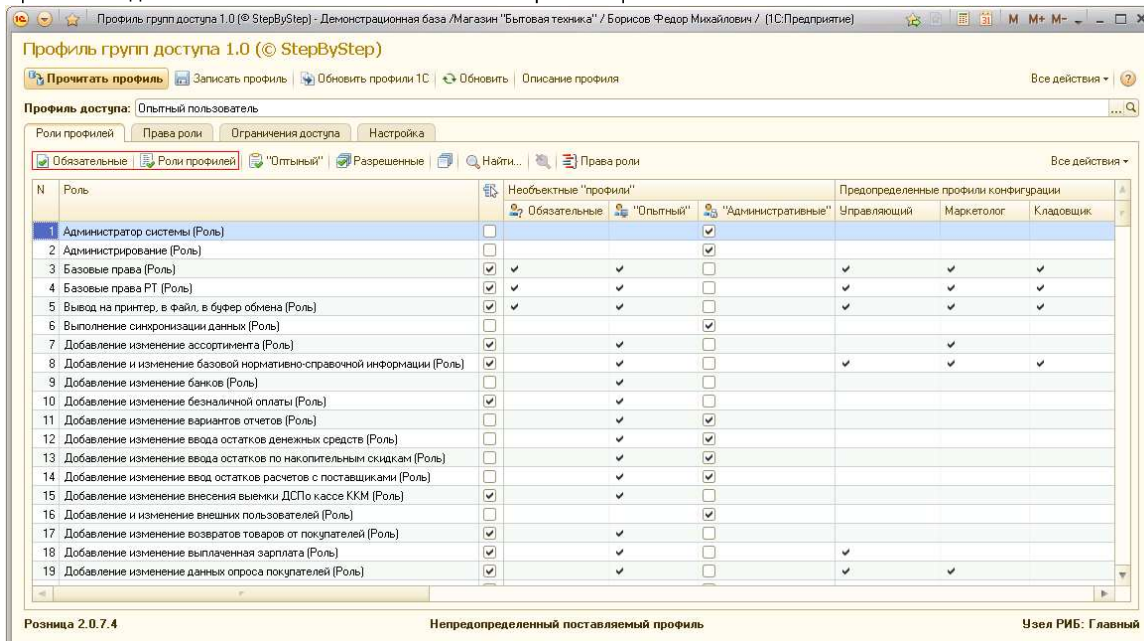 Профиль групп доступа 1.0 (© StepByStep) - Демонстрационная база /Магазин "Бытовая техника" / Борисов Федор Михайлович / (1С:Предприятие) M M+ M-
Профиль групп доступа 1.0 (© StepByStep)
Прочитать профиль Записать профиль Обновить профили 1С Обновить Описание профиля Все действия
Профиль доступа: Опытный пользователь ...
Роли профилей Права роли Ограничения доступа Настройка
Обязательные Роли профилей "Оптыный" Разрешенные Найти... Права роли Все действия
N Роль Необъектные "профили" Предопределенные профили конфигурации
Обязательные "Опытный" "Административные" Управляющий Маркетолог Кладовщик
1 Администратор системы (Роль)
2 Администрирование (Роль)
3 Базовые права (Роль)
4 Базовые права РТ (Роль)
5 Вывод на принтер, в файл, в буфер обмена (Роль)
6 Выполнение синхронизации данных (Роль)
7 Добавление изменение ассортимента (Роль)
8 Добавление и изменение базовой нормативно-справочной информации (Роль)
9 Добавление изменение банков (Роль)
10 Добавление изменение безналичной оплаты (Роль)
11 Добавление изменение вариантов отчетов (Роль)
12 Добавление изменение ввода остатков денежных средств (Роль)
13 Добавление изменение ввода остатков по накопительным скидкам (Роль)
14 Добавление изменение ввод остатков расчетов с поставщиками (Роль)
15 Добавление изменение внесения выемки ДСПо кассе ККМ (Роль)
16 Добавление и изменение внешних пользователей (Роль)
17 Добавление изменение возвратов товаров от покупателей (Роль)
18 Добавление изменение выплаченная зарплата (Роль)
19 Добавление изменение данных опроса покупателей (Роль)
Розница 2.0.7.4 Непредопределенный поставляемый профиль Узел РИБ: Главный